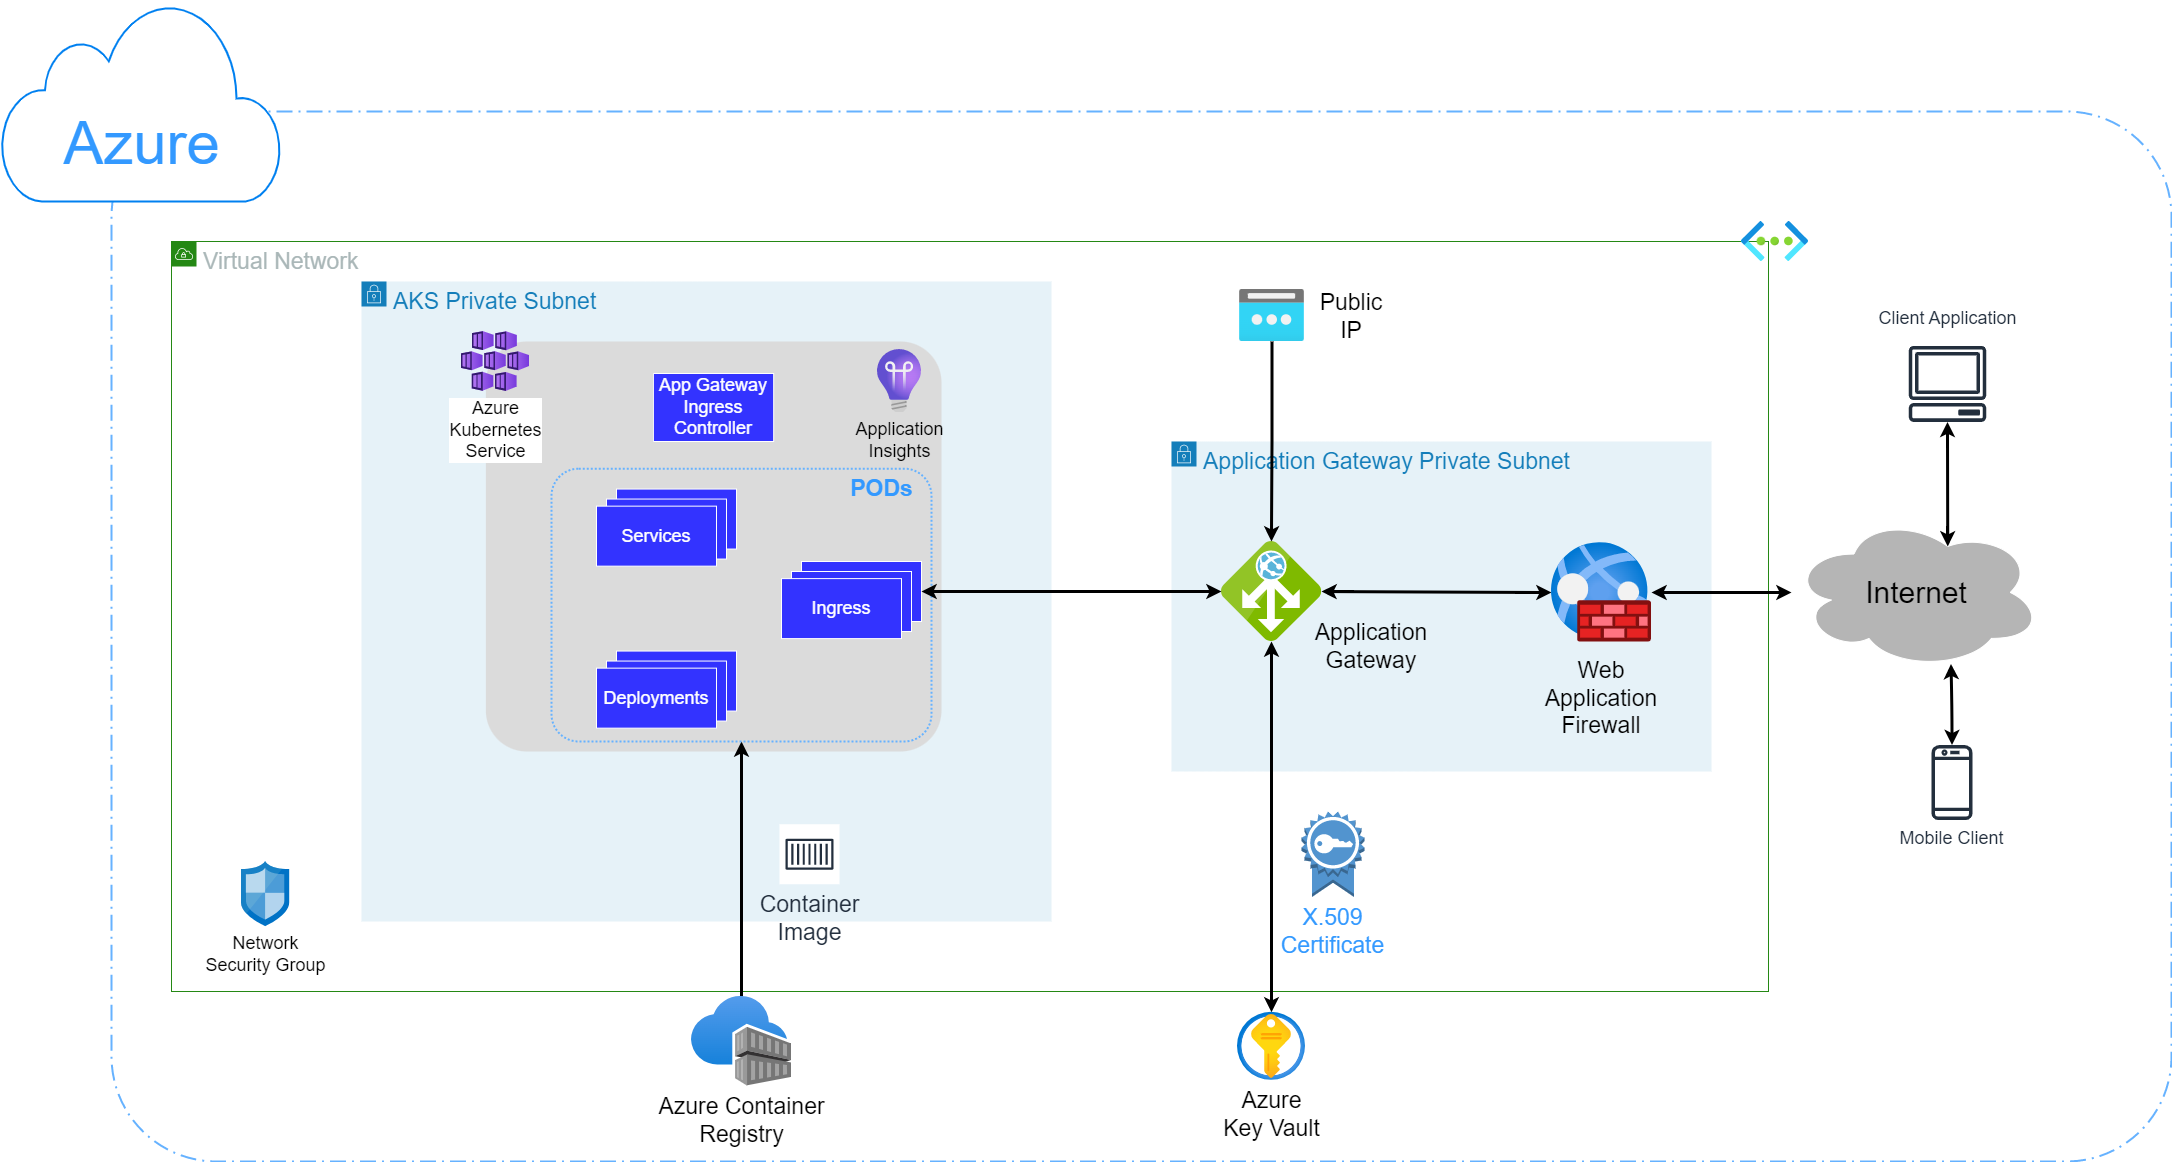 Azure
Virtual Network
AKS Private Subnet
Azure
Kubernetes
Service
App Gateway
Ingress
Controller
Application
Insights
PODs
Services
Ingress
Deployments
Container
Image
Network
Security Group
Azure Container
Registry
Public
IP
Application Gateway Private Subnet
Application
Gateway
Web
Application
Firewall
X.509
Certificate
Azure
Key Vault
Client Application
Internet
Mobile Client